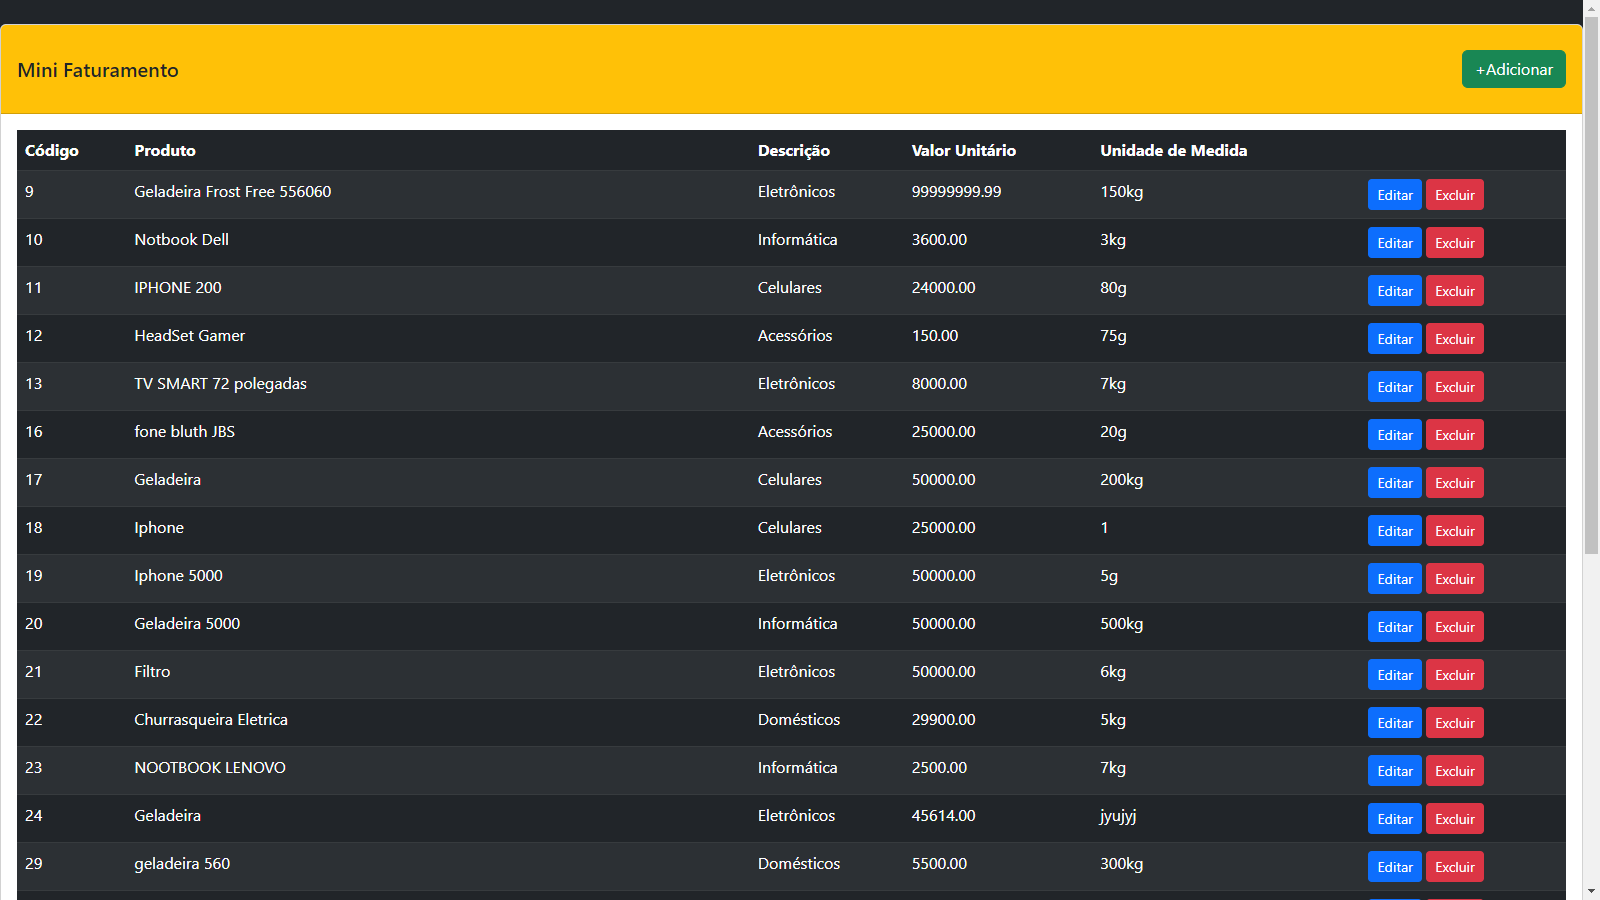 Mini Faturamento
+Adicionar
Código Produto Descrição Valor Unitário Unidade de Medida
9 Geladeira Frost Free 556060 Eletrônicos 99999999.99 150kg Editar Excluir
10 Notbook Dell Informática 3600.00 3kg Editar Excluir
11 IPHONE 200 Celulares 24000.00 80g Editar Excluir
12 HeadSet Gamer Acessórios 150.00 75g Editar Excluir
13 TV SMART 72 polegadas Eletrônicos 8000.00 7kg Editar Excluir
16 fone bluth JBS Acessórios 25000.00 20g Editar Excluir
17 Geladeira Celulares 50000.00 200kg Editar Excluir
18 Iphone Celulares 25000.00 1 Editar Excluir
19 Iphone 5000 Eletrônicos 50000.00 5g Editar Excluir
20 Geladeira 5000 Informática 50000.00 500kg Editar Excluir
21 Filtro Eletrônicos 50000.00 6kg Editar Excluir
22 Churrasqueira Eletrica Domésticos 29900.00 5kg Editar Excluir
23 NOOTBOOK LENOVO Informática 2500.00 7kg Editar Excluir
24 Geladeira Eletrônicos 45614.00 jyujyj Editar Excluir
29 geladeira 560 Domésticos 5500.00 300kg Editar Excluir